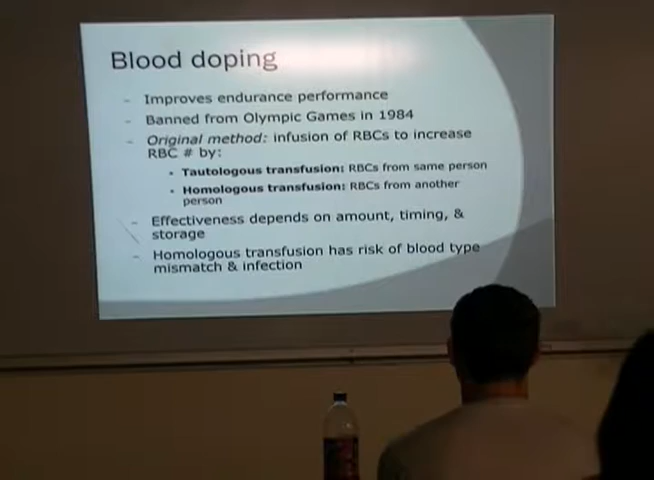 Blood doping
– Improves endurance performance
– Banned from Olympic Games in 1984
– Original method: infusion of RBCs to increase
RBC # by:
• Tautologous transfusion: RBCs from same person
• Homologous transfusion: RBCs from another
person
– Effectiveness depends on amount, timing, &
storage
– Homologous transfusion has risk of blood type
mismatch & infection